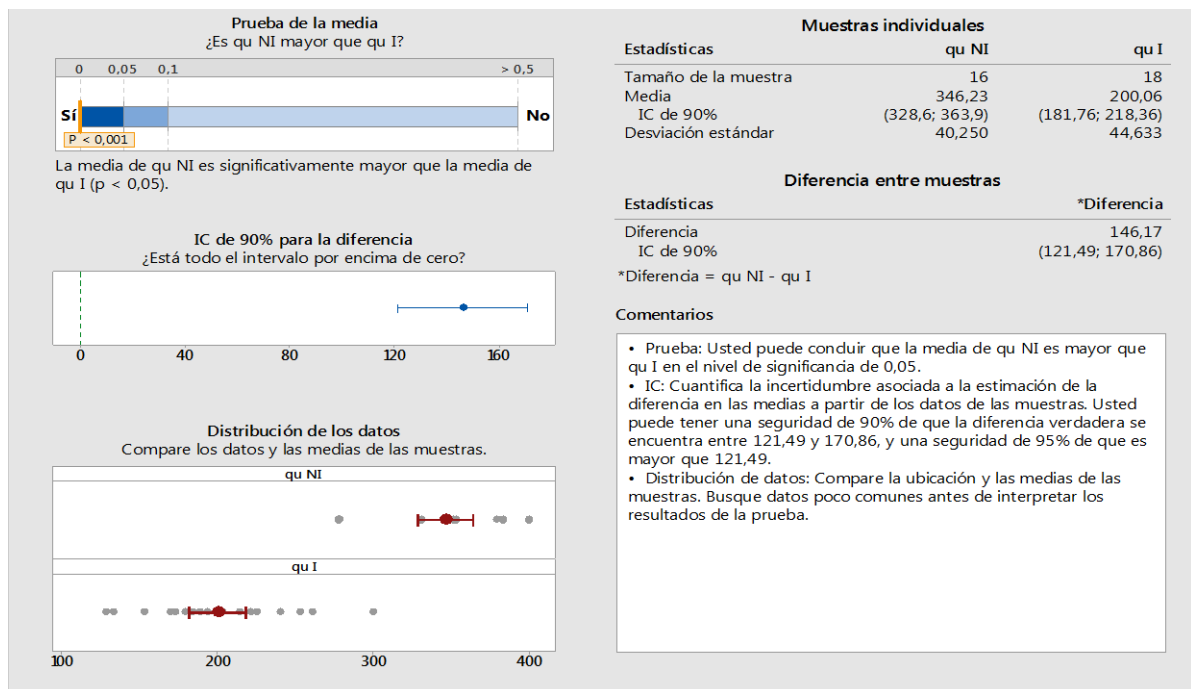 Prueba de la media
¿Es qu NI mayor que qu I?
0 0,05 0,1 > 0,5
Sí No
P < 0,001
La media de qu NI es significativamente mayor que la media de
qu I (p < 0,05).
IC de 90% para la diferencia
¿Está todo el intervalo por encima de cero?
0 40 80 120 160
Distribución de los datos
Compare los datos y las medias de las muestras.
qu NI
qu I
100 200 300 400
Muestras individuales
Estadísticas qu NI qu I
Tamaño de la muestra 16 18
Media 346,23 200,06
IC de 90% (328,6; 363,9) (181,76; 218,36)
Desviación estándar 40,250 44,633
Diferencia entre muestras
Estadísticas *Diferencia
Diferencia 146,17
IC de 90% (121,49; 170,86)
*Diferencia = qu NI - qu I
Comentarios
• Prueba: Usted puede concluir que la media de qu NI es mayor que
qu I en el nivel de significancia de 0,05.
• IC: Cuantifica la incertidumbre asociada a la estimación de la
diferencia en las medias a partir de los datos de las muestras. Usted
puede tener una seguridad de 90% de que la diferencia verdadera se
encuentra entre 121,49 y 170,86, y una seguridad de 95% de que es
mayor que 121,49.
• Distribución de datos: Compare la ubicación y las medias de las
muestras. Busque datos poco comunes antes de interpretar los
resultados de la prueba.